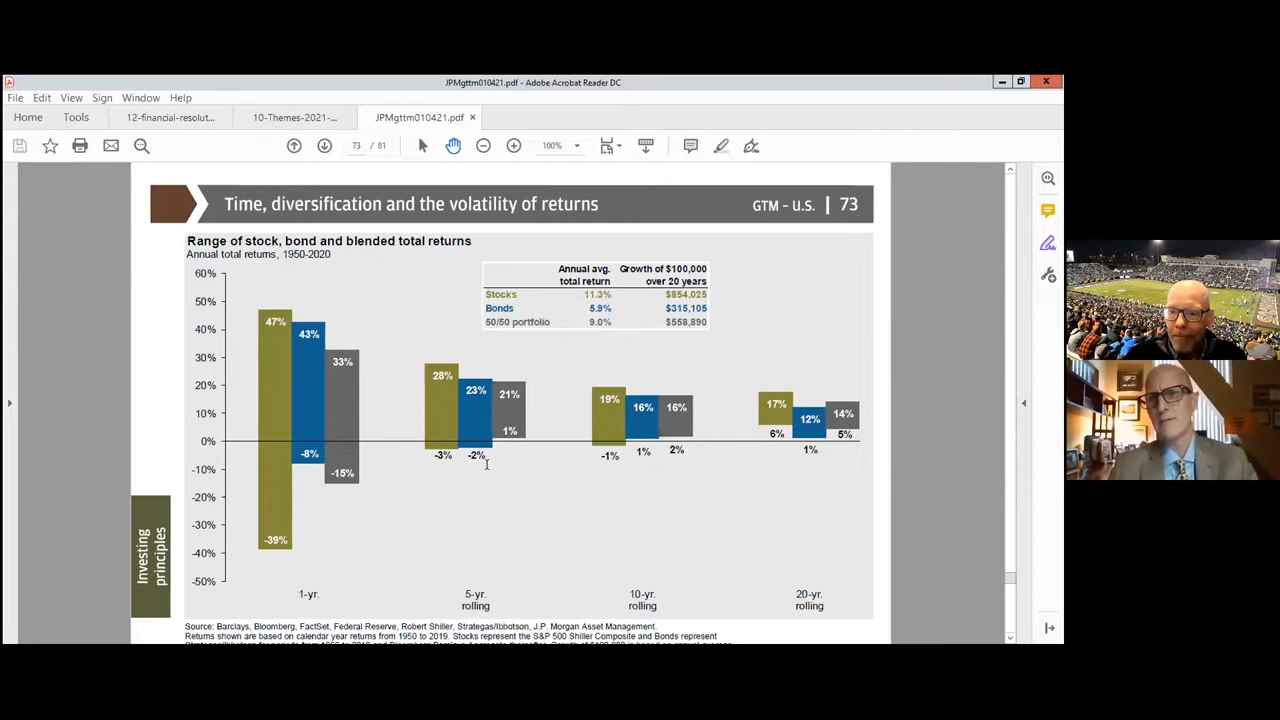 JPMgttm010421.pdf - Adobe Acrobat Reader DC
File Edit View Sign Window Help
Home Tools 12-financial-resolut... 10-Themes-2021-... JPMgttm010421.pdf ×
73 / 81 100%
Time, diversification and the volatility of returns GTM – U.S. | 73
Range of stock, bond and blended total returns
Annual total returns, 1950-2020
Annual avg. Growth of $100,000
total return over 20 years
Stocks 11.3% $854,025
Bonds 5.9% $315,105
50/50 portfolio 9.0% $558,890
60%
50%
40%
30%
20%
10%
0%
-10%
-20%
-30%
-40%
-50%
47% 43% 33%
-39% -8% -15%
28% 23% 21%
-3% -2% 1%
19% 16% 16%
-1% 1% 2%
17% 12% 14%
6% 1% 5%
1-yr. 5-yr. 10-yr. 20-yr.
rolling rolling rolling
Investing
principles
Source: Barclays, Bloomberg, FactSet, Federal Reserve, Robert Shiller, Strategas/Ibbotson, J.P. Morgan Asset Management.
Returns shown are based on calendar year returns from 1950 to 2019. Stocks represent the S&P 500 Shiller Composite and Bonds represent